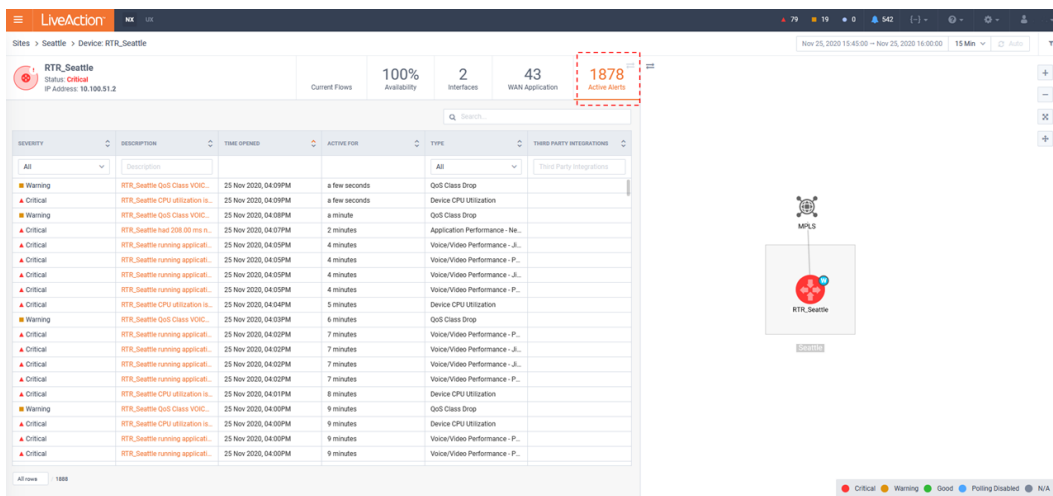 LiveAction NX UX 79 19 0 542
Sites > Seattle > Device: RTR_Seattle Nov 25, 2020 15:45:00 → Nov 25, 2020 16:00:00 15 Min Auto
RTR_Seattle
Status: Critical
IP Address: 10.100.51.2
Current Flows
100%
Availability
2
Interfaces
43
WAN Application
1878
Active Alerts
Search...
SEVERITY DESCRIPTION TIME OPENED ACTIVE FOR TYPE THIRD PARTY INTEGRATIONS
All Description All Third Party Integrations
Warning RTR_Seattle QoS Class VOIC... 25 Nov 2020, 04:09PM a few seconds QoS Class Drop
Critical RTR_Seattle CPU utilization is... 25 Nov 2020, 04:09PM a few seconds Device CPU Utilization
Warning RTR_Seattle QoS Class VOIC... 25 Nov 2020, 04:08PM a minute QoS Class Drop
Critical RTR_Seattle had 208.00 ms n... 25 Nov 2020, 04:07PM 2 minutes Application Performance - Ne...
Critical RTR_Seattle running applicati... 25 Nov 2020, 04:05PM 4 minutes Voice/Video Performance - Ji...
Critical RTR_Seattle running applicati... 25 Nov 2020, 04:05PM 4 minutes Voice/Video Performance - P...
Critical RTR_Seattle running applicati... 25 Nov 2020, 04:05PM 4 minutes Voice/Video Performance - Ji...
Critical RTR_Seattle running applicati... 25 Nov 2020, 04:05PM 4 minutes Voice/Video Performance - P...
Critical RTR_Seattle CPU utilization is... 25 Nov 2020, 04:04PM 5 minutes Device CPU Utilization
Warning RTR_Seattle QoS Class VOIC... 25 Nov 2020, 04:03PM 6 minutes QoS Class Drop
Critical RTR_Seattle running applicati... 25 Nov 2020, 04:02PM 7 minutes Voice/Video Performance - P...
Critical RTR_Seattle running applicati... 25 Nov 2020, 04:02PM 7 minutes Voice/Video Performance - Ji...
Critical RTR_Seattle running applicati... 25 Nov 2020, 04:02PM 7 minutes Voice/Video Performance - Ji...
Critical RTR_Seattle running applicati... 25 Nov 2020, 04:02PM 7 minutes Voice/Video Performance - P...
Critical RTR_Seattle CPU utilization is... 25 Nov 2020, 04:01PM 8 minutes Device CPU Utilization
Warning RTR_Seattle QoS Class VOIC... 25 Nov 2020, 04:00PM 9 minutes QoS Class Drop
Critical RTR_Seattle CPU utilization is... 25 Nov 2020, 04:00PM 9 minutes Device CPU Utilization
Critical RTR_Seattle running applicati... 25 Nov 2020, 04:00PM 9 minutes Voice/Video Performance - P...
Critical RTR_Seattle running applicati... 25 Nov 2020, 04:00PM 9 minutes Voice/Video Performance - P...
All rows / 1888
MPLS
RTR_Seattle
Seattle
Critical Warning Good Polling Disabled N/A